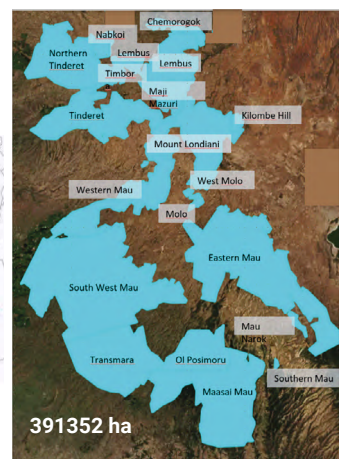 Chemorogok
Nabkoi
Northern
Tinderet
Lembus
Lembus
Timbor
a
Maji
Mazuri
Tinderet
Kilombe Hill
Mount Londiani
Western Mau
West Molo
Molo
Eastern Mau
South West Mau
Mau
Narok
Transmara
Ol Posimoru
Southern Mau
Maasai Mau
391352 ha